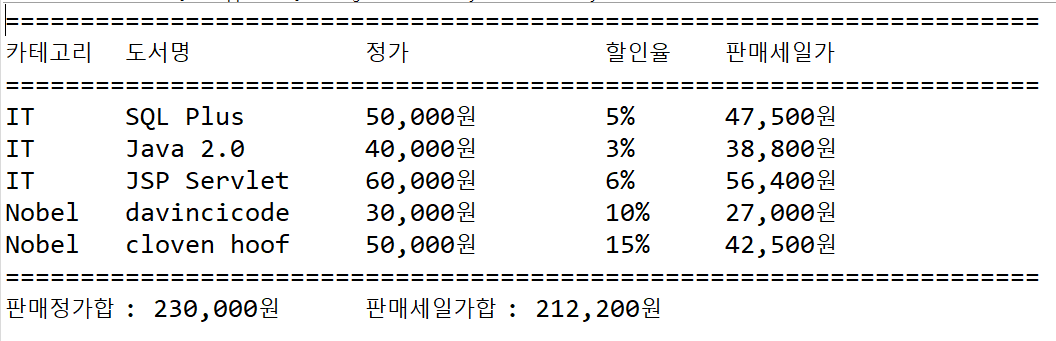 ======================================================================
카테고리 도서명 정가 할인율 판매세일가
======================================================================
IT SQL Plus 50,000원 5% 47,500원
IT Java 2.0 40,000원 3% 38,800원
IT JSP Servlet 60,000원 6% 56,400원
Nobel davincicode 30,000원 10% 27,000원
Nobel cloven hoof 50,000원 15% 42,500원
======================================================================
판매정가합 : 230,000원 판매세일가합 : 212,200원